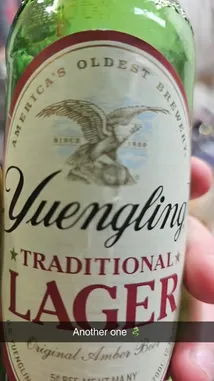 AMERICA'S OLDEST BREWERY
SINCE 1829
Yuengling
TRADITIONAL
LAGER
Another one
Original Amber Beer